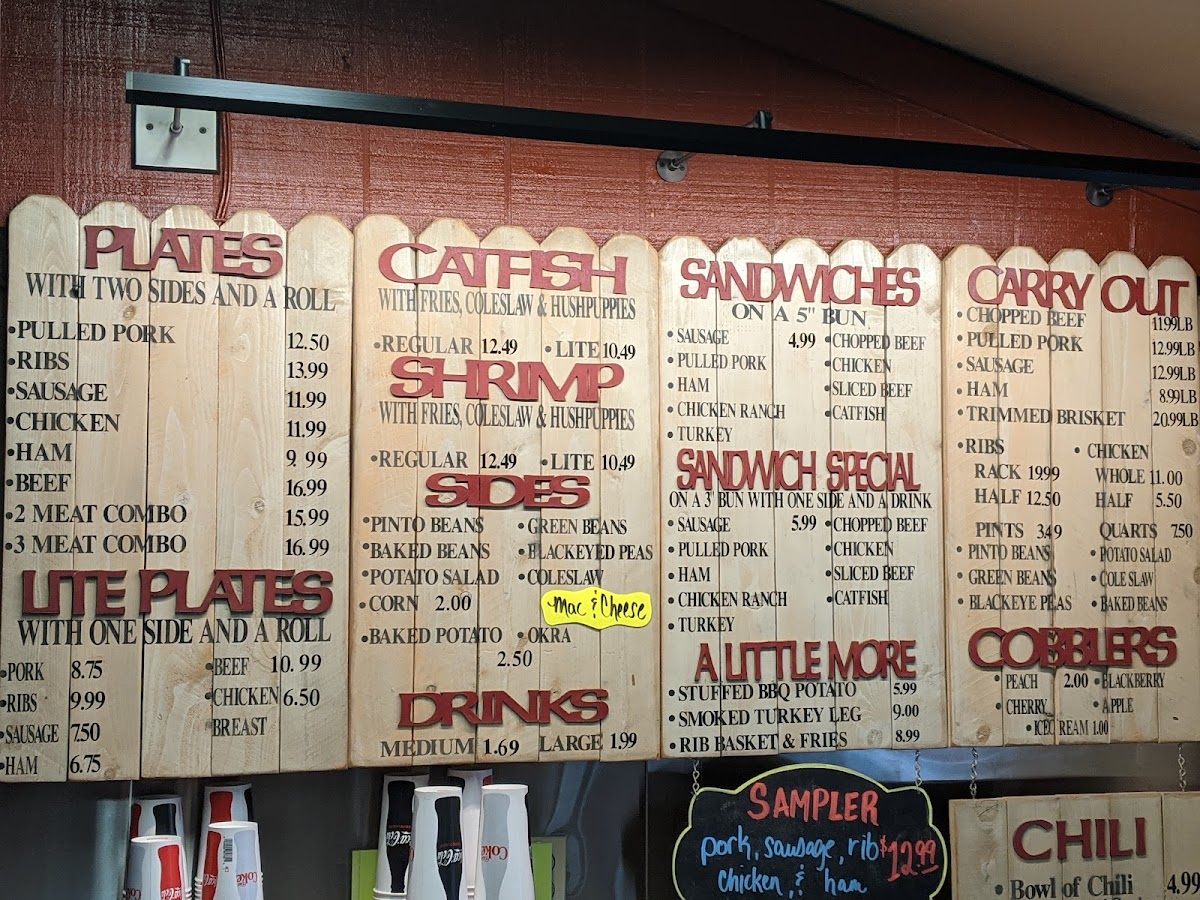 PLATES
WITH TWO SIDES AND A ROLL
•PULLED PORK 12.50
•RIBS 13.99
•SAUSAGE 11.99
•CHICKEN 11.99
•HAM 9.99
•BEEF 16.99
•2 MEAT COMBO 15.99
•3 MEAT COMBO 16.99
LITE PLATES
WITH ONE SIDE AND A ROLL
•PORK 8.75 •BEEF 10.99
•RIBS 9.99 •CHICKEN 6.50
BREAST
•SAUSAGE 750
•HAM 6.75
CATFISH
WITH FRIES, COLESLAW & HUSHPUPPIES
•REGULAR 12.49 •LITE 10.49
SHRIMP
WITH FRIES, COLESLAW & HUSHPUPPIES
•REGULAR 12.49 •LITE 10.49
SIDES
•PINTO BEANS •GREEN BEANS
•BAKED BEANS •BLACKEYED PEAS
•POTATO SALAD •COLESLAW
•CORN 2.00 Mac & Cheese
•BAKED POTATO •OKRA
2.50
DRINKS
MEDIUM 1.69 LARGE 1.99
SANDWICHES
ON A 5" BUN
•SAUSAGE 4.99 •CHOPPED BEEF
•PULLED PORK •CHICKEN
•HAM •SLICED BEEF
•CHICKEN RANCH •CATFISH
•TURKEY
SANDWICH SPECIAL
ON A 3" BUN WITH ONE SIDE AND A DRINK
•SAUSAGE 5.99 •CHOPPED BEEF
•PULLED PORK •CHICKEN
•HAM •SLICED BEEF
•CHICKEN RANCH •CATFISH
•TURKEY
A LITTLE MORE
•STUFFED BBQ POTATO 5.99
•SMOKED TURKEY LEG 9.00
•RIB BASKET & FRIES 8.99
CARRY OUT
•CHOPPED BEEF 11.99LB
•PULLED PORK 12.99LB
•SAUSAGE 12.99LB
•HAM 8.99LB
•TRIMMED BRISKET 20.99LB
•RIBS •CHICKEN
RACK 19.99 WHOLE 11.00
HALF 12.50 HALF 5.50
PINTS 3.49 QUARTS 750
•PINTO BEANS •POTATO SALAD
•GREEN BEANS •COLE SLAW
•BLACKEYE PEAS •BAKED BEANS
COBBLERS
•PEACH 2.00 •BLACKBERRY
•CHERRY •APPLE
•ICE CREAM 1.00
SAMPLER
pork, sausage, rib $12.99
chicken, & ham
CHILI
•Bowl of Chili 4.99